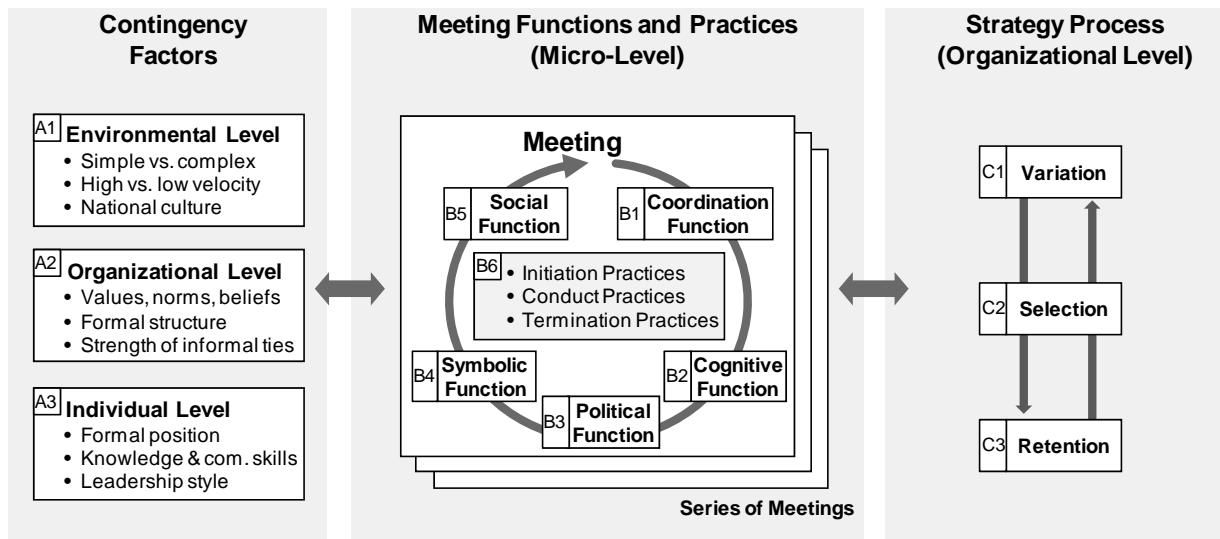 Contingency
Factors
A1
Environmental Level
• Simple vs. complex
• High vs. low velocity
• National culture
A2
Organizational Level
• Values, norms, beliefs
• Formal structure
• Strength of informal ties
A3
Individual Level
• Formal position
• Knowledge & com. skills
• Leadership style
Meeting Functions and Practices
(Micro-Level)
Meeting
B5
Social
Function
B1
Coordination
Function
B6
• Initiation Practices
• Conduct Practices
• Termination Practices
B4
Symbolic
Function
B2
Cognitive
Function
B3
Political
Function
Series of Meetings
Strategy Process
(Organizational Level)
C1
Variation
C2
Selection
C3
Retention